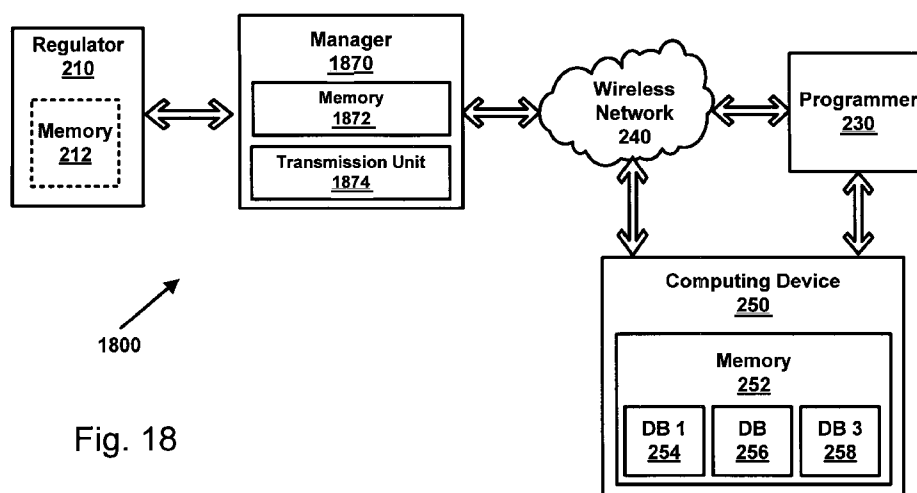 Regulator
210
Memory
212
Manager
1870
Memory
1872
Transmission Unit
1874
Wireless
Network
240
Programmer
230
Computing Device
250
Memory
252
DB 1
254
DB
256
DB 3
258
1800
Fig. 18